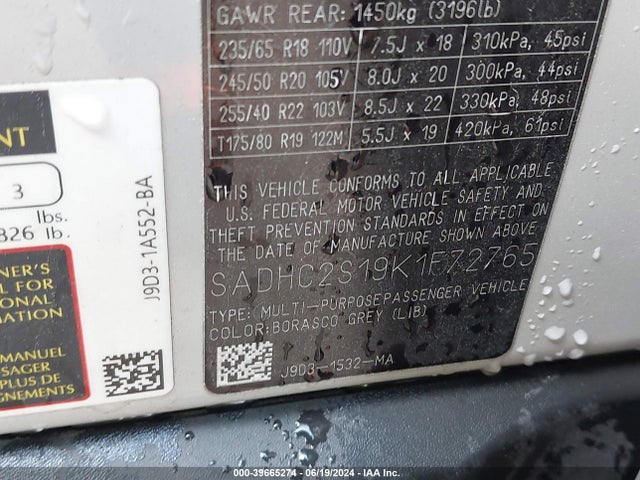 GAWR REAR: 1450kg (3196lb)
235/65 R18 110V 7.5J x 18 310kPa, 45psi
245/50 R20 105V 8.0J x 20 300kPa, 44psi
255/40 R22 103V 8.5J x 22 330kPa, 48psi
T175/80 R19 122M 5.5J x 19 420kPa, 61psi
THIS VEHICLE CONFORMS TO ALL APPLICABLE
U.S. FEDERAL MOTOR VEHICLE SAFETY AND
THEFT PREVENTION STANDARDS IN EFFECT ON
THE DATE OF MANUFACTURE SHOWN ABOVE
SADHC2S19K1F72765
TYPE: (MULTI-PURPOSEPASSENGER VEHICLE
COLOR: BORASCO GREY (LIB)
J9D3-1532-MA
J9D3-1A552-BA
NT
3
lbs.
826 lb.
NER'S
L FOR
IONAL
ON
MANUEL
SAGER
PLUS DE
GNEMENTS
000-39665274 - 06/19/2024 - IAA Inc.